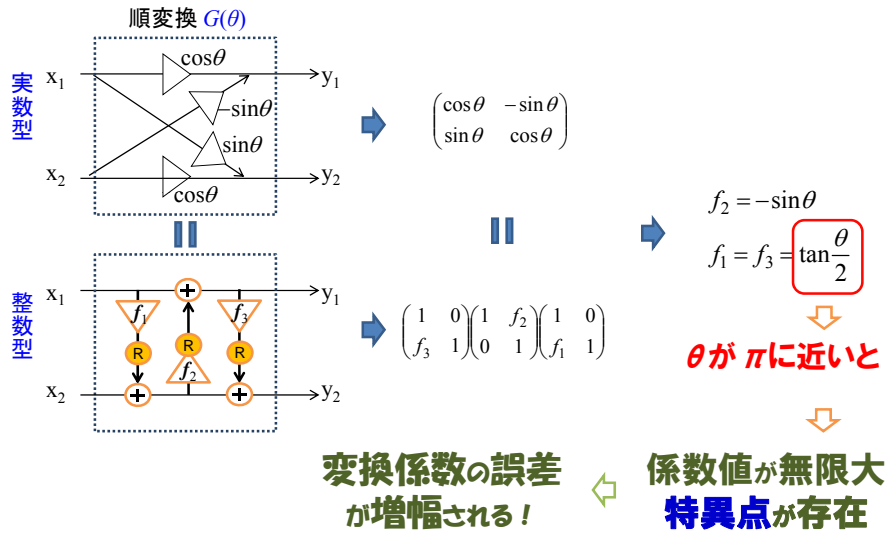 順変換 G(θ)
実数型
x1
cosθ
y1
-sinθ
sinθ
x2
cosθ
y2
(cosθ -sinθ
sinθ cosθ)
整数型
x1
f1
R
R
f2
f3
R
y1
x2
y2
(1 0
f3 1)(1 f2
0 1)(1 0
f1 1)
f2 = -sinθ
f1 = f3 = tan θ/2
θが πに近いと
係数値が無限大
特異点が存在
変換係数の誤差
が増幅される!